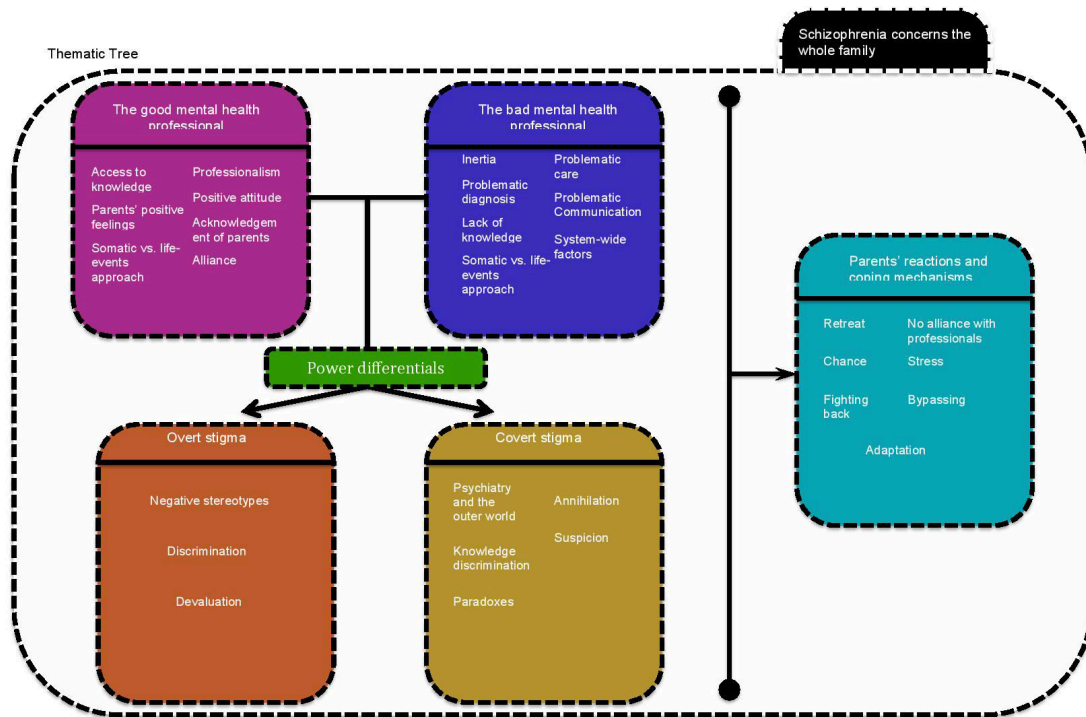 Thematic Tree
Schizophrenia concerns the
whole family
The good mental health
professional
Access to
knowledge
Parents' positive
feelings
Somatic vs. life-
events approach
Professionalism
Positive attitude
Acknowledgem
ent of parents
Alliance
The bad mental health
professional
Inertia
Problematic
diagnosis
Lack of
knowledge
Somatic vs. life-
events approach
Problematic
care
Problematic
Communication
System-wide
factors
Power differentials
Overt stigma
Negative stereotypes
Discrimination
Devaluation
Covert stigma
Psychiatry
and the
outer world
Knowledge
discrimination
Paradoxes
Annihilation
Suspicion
Parents' reactions and
coping mechanisms
Retreat
Chance
Fighting
back
No alliance with
professionals
Stress
Bypassing
Adaptation